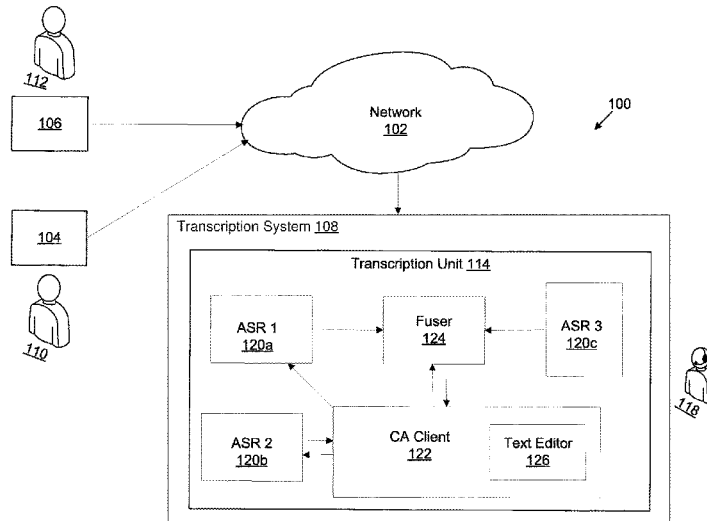 112
106
Network
102
100
104
110
Transcription System 108
Transcription Unit 114
ASR 1
120a
Fuser
124
ASR 3
120c
118
ASR 2
120b
CA Client
122
Text Editor
126